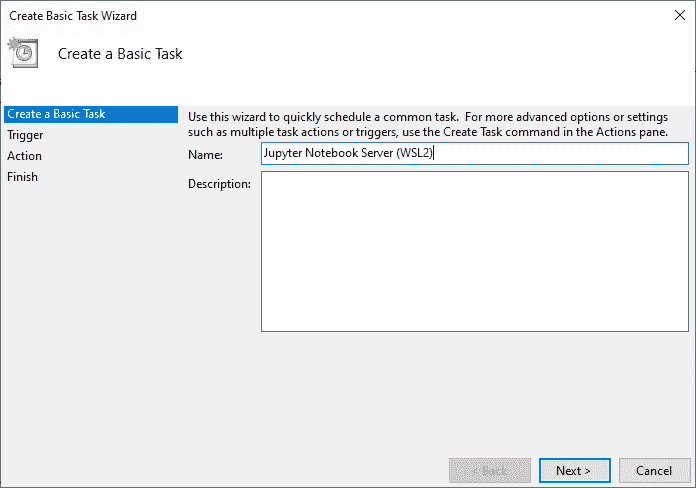 Create Basic Task Wizard
Create a Basic Task
Create a Basic Task
Trigger
Action
Finish
Use this wizard to quickly schedule a common task. For more advanced options or settings
such as multiple task actions or triggers, use the Create Task command in the Actions pane.
Name: Jupyter Notebook Server (WSL2)
Description:
< Back Next > Cancel